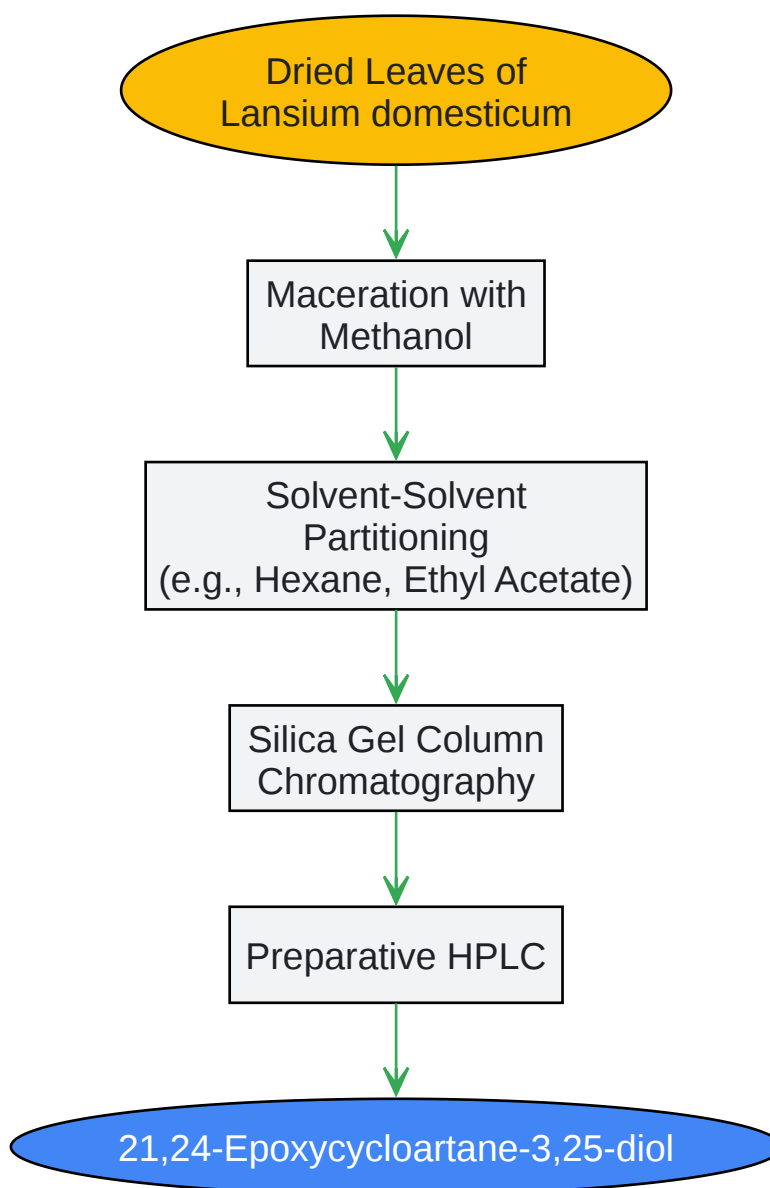 Dried Leaves of
Lansium domesticum
Maceration with
Methanol
Solvent-Solvent
Partitioning
(e.g., Hexane, Ethyl Acetate)
Silica Gel Column
Chromatography
Preparative HPLC
21,24-Epoxycycloartane-3,25-diol